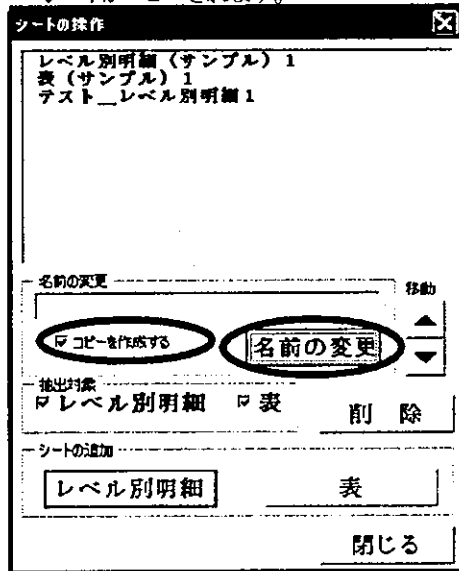 シートの操作
レベル別明細（サンプル）1
表（サンプル）1
テスト＿レベル別明細1
名前の変更
移動
コピーを作成する
名前の変更
抽出対象
レベル別明細 表
削 除
シートの追加
レベル別明細 表
閉じる